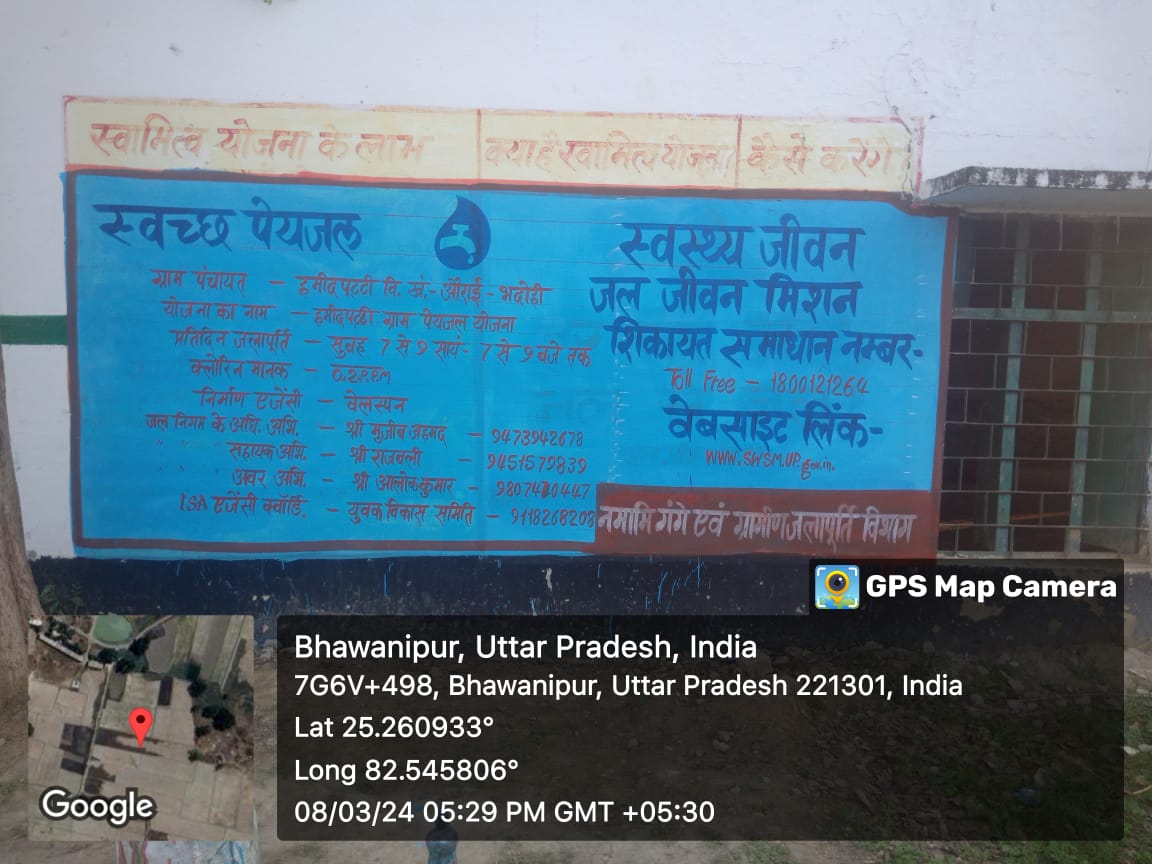 स्वामित्व योजना के लाभ
क्या है स्वामित्व योजना
कैसे करेंगे
स्वच्छ पेयजल
ग्राम पंचायत - हमीदपट्टी वि. खं.- औराई - भदोही
योजना का नाम - हमीदपट्टी ग्राम पेयजल योजना
प्रतिदिन जलापूर्ति - सुबह 7 से 9 सायं- 7 से 9 बजे तक
क्लोरिन मानक - 0.2 P.P.M
निर्माण एजेंसी - वेलस्पन
जल निगम के अधि. अभि. - श्री मुजीब अहमद - 9473942678
" " " सहायक अभि. - श्री राजबली - 9451579839
" " " अवर अभि. - श्री आलोक कुमार - 9807440447
ISA एजेंसी क्वॉर्डि. - युवक विकास समिति - 9118268208
स्वस्थ्य जीवन
जल जीवन मिशन
शिकायत समाधान नम्बर-
Toll Free - 1800121264
वेबसाइट लिंक-
www.swsm.up.gov.in.
नमामि गंगे एवं ग्रामीण जलापूर्ति विभाग
GPS Map Camera
Bhawanipur, Uttar Pradesh, India
7G6V+498, Bhawanipur, Uttar Pradesh 221301, India
Lat 25.260933°
Long 82.545806°
08/03/24 05:29 PM GMT +05:30
Google